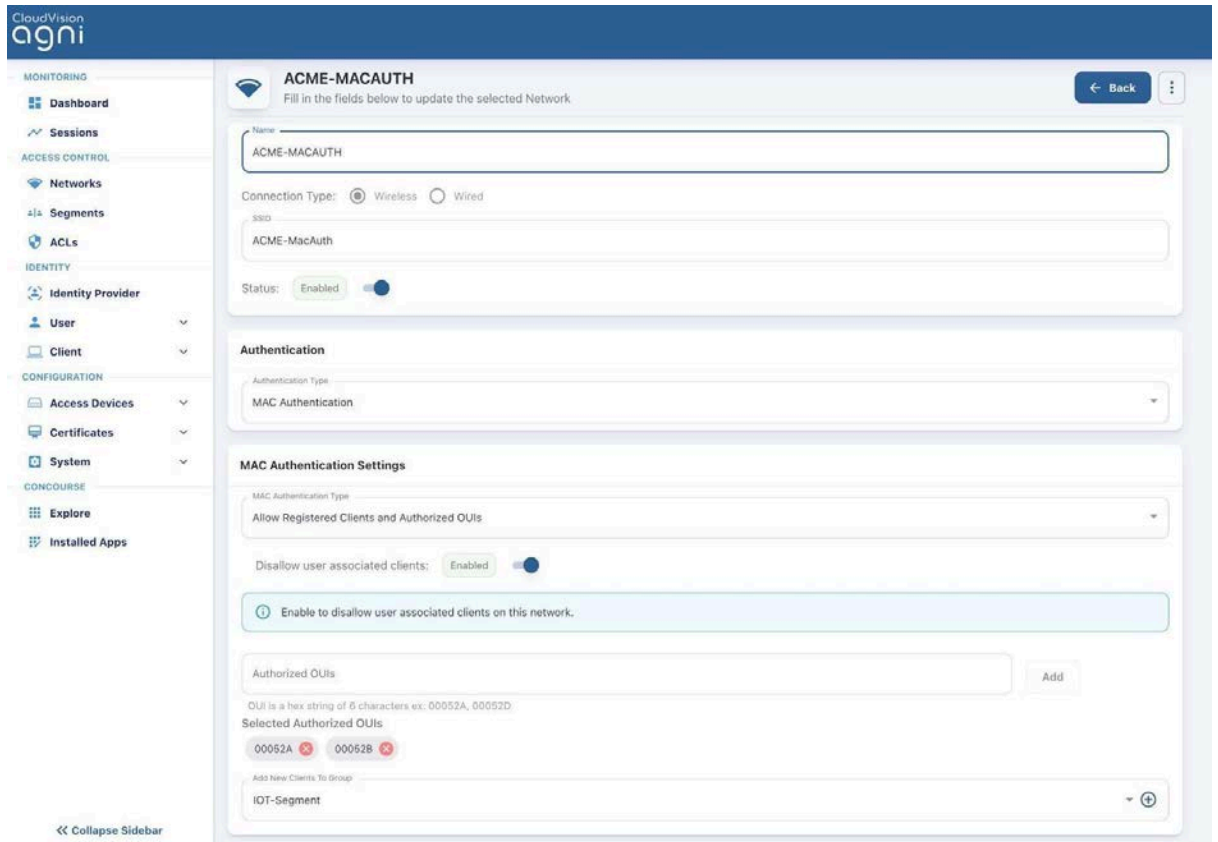 CloudVision
agni
MONITORING
Dashboard
Sessions
ACCESS CONTROL
Networks
Segments
ACLs
IDENTITY
Identity Provider
User
Client
CONFIGURATION
Access Devices
Certificates
System
CONCOURSE
Explore
Installed Apps
Collapse Sidebar
ACME-MACAUTH
Fill in the fields below to update the selected Network
Back
Name
ACME-MACAUTH
Connection Type: Wireless Wired
SSID
ACME-MacAuth
Status: Enabled
Authentication
Authentication Type
MAC Authentication
MAC Authentication Settings
MAC Authentication Type
Allow Registered Clients and Authorized OUIs
Disallow user associated clients: Enabled
Enable to disallow user associated clients on this network.
Authorized OUIs
Add
OUI is a hex string of 6 characters ex: 00052A, 00052D
Selected Authorized OUIs
00052A 00052B
Add New Clients To Group
IOT-Segment